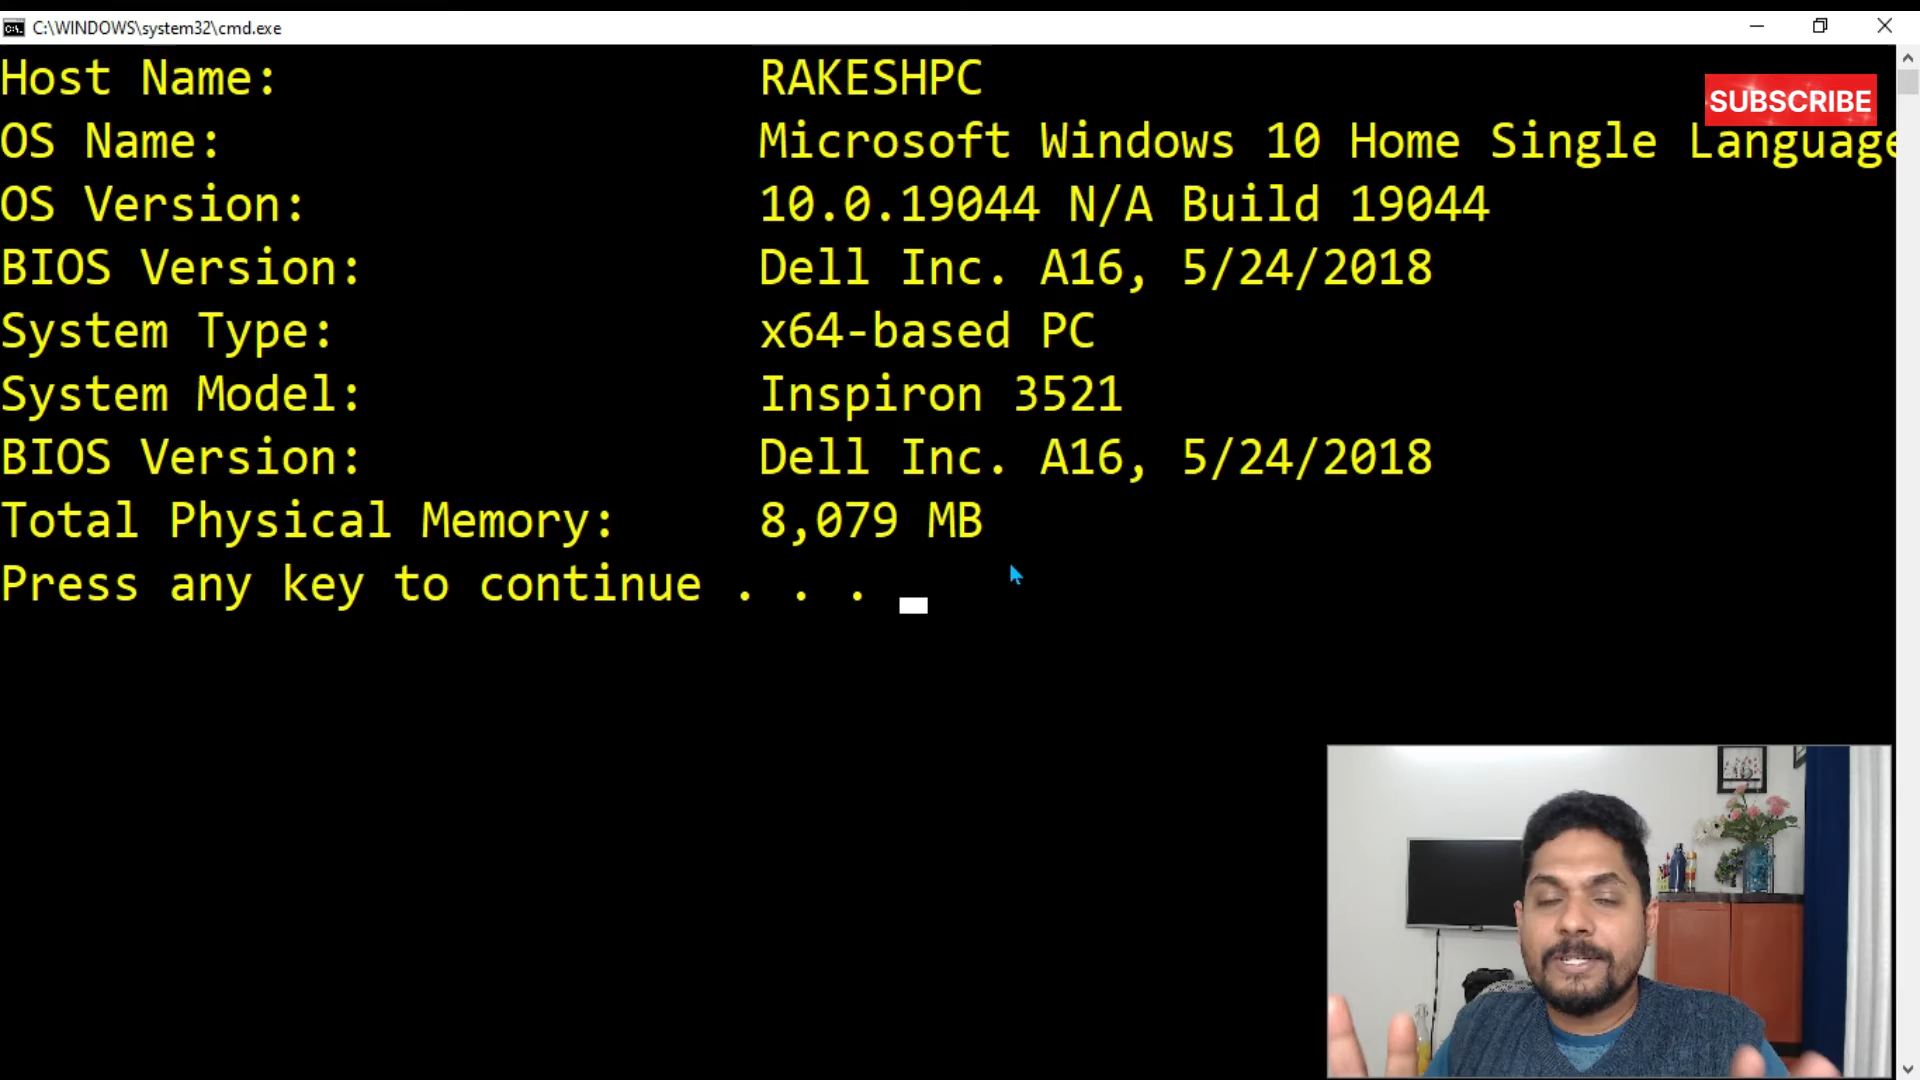 C:\WINDOWS\system32\cmd.exe
Host Name: RAKESHPC
SUBSCRIBE
OS Name: Microsoft Windows 10 Home Single Language
OS Version: 10.0.19044 N/A Build 19044
BIOS Version: Dell Inc. A16, 5/24/2018
System Type: x64-based PC
System Model: Inspiron 3521
BIOS Version: Dell Inc. A16, 5/24/2018
Total Physical Memory: 8,079 MB
Press any key to continue . . .